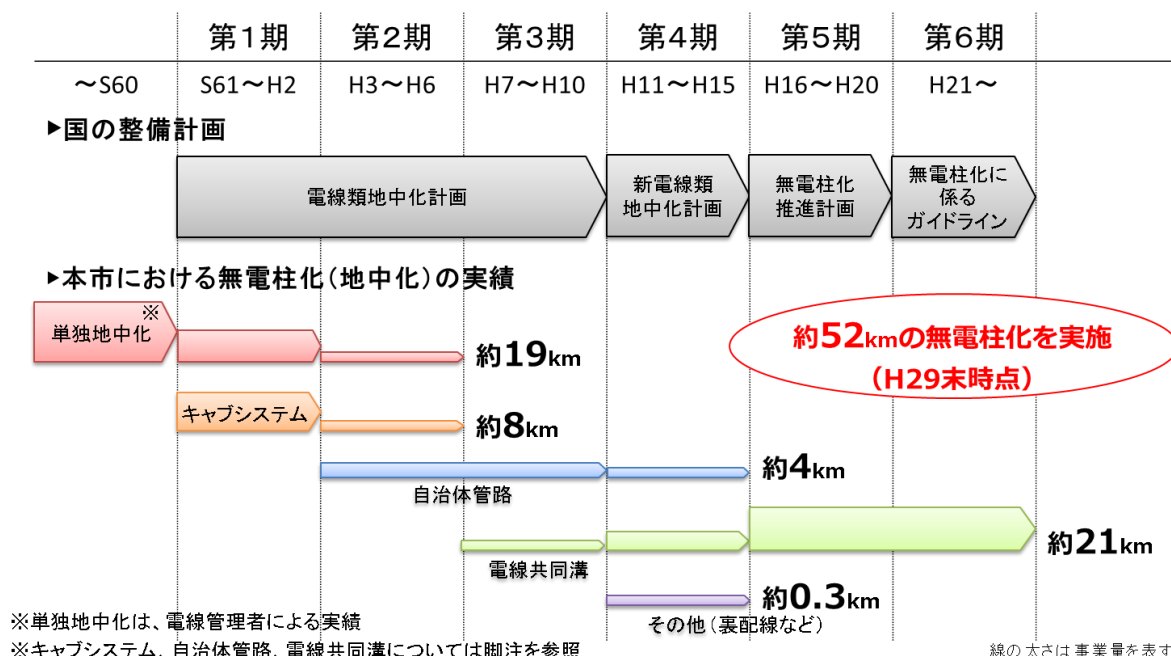 第1期 第2期 第3期 第4期 第5期 第6期
～S60 S61～H2 H3～H6 H7～H10 H11～H15 H16～H20 H21～
▶国の整備計画
電線類地中化計画
新電線類
地中化計画
無電柱化
推進計画
無電柱化に
係る
ガイドライン
▶本市における無電柱化（地中化）の実績
単独地中化※
約19km
約52kmの無電柱化を実施
（H29末時点）
キャブシステム
約8km
自治体管路
約4km
電線共同溝
約21km
その他（裏配線など）
約0.3km
※単独地中化は、電線管理者による実績
※キャブシステム、自治体管路、電線共同溝については脚注を参照
線の太さは事業量を表す